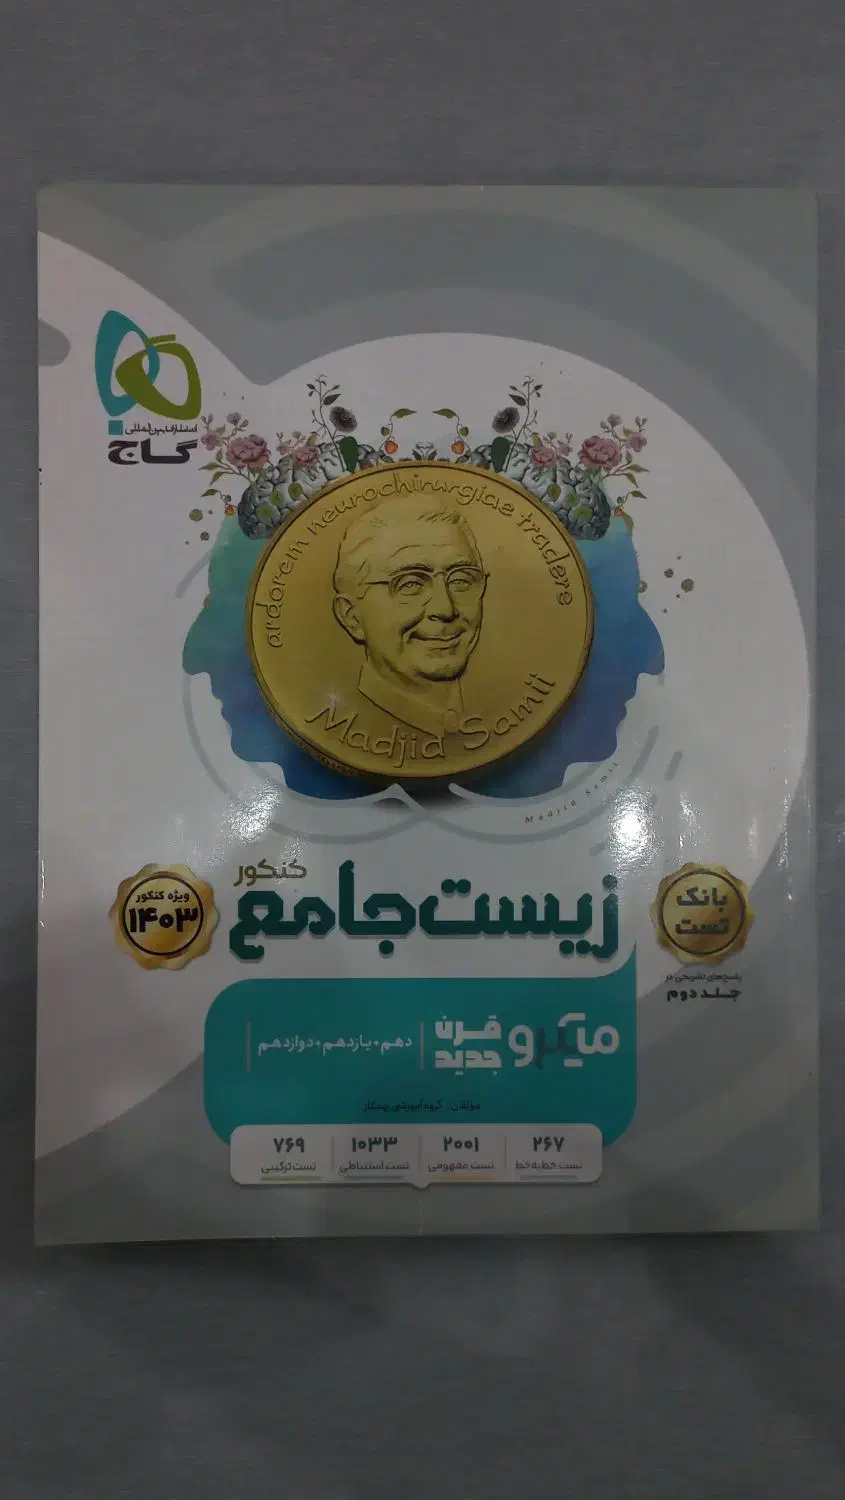 انتشارات بین‌المللی
گاج
ardorem neurochirurgiae tradere
Madjid Samii
Madjid Samii
کنکور
زیست جامع
ویژه کنکور
۱۴۰۳
بانک
تست
پاسخ‌های تشریحی در
جلد دوم
میکرو
قرن
جدید
دهم+یازدهم+دوازدهم
مؤلفان: گروه آموزشی
۲۶۷
تست خط‌به‌خط
۲۰۰۱
تست مفهومی
۱۰۳۳
تست استنباطی
۷۶۹
تست ترکیبی